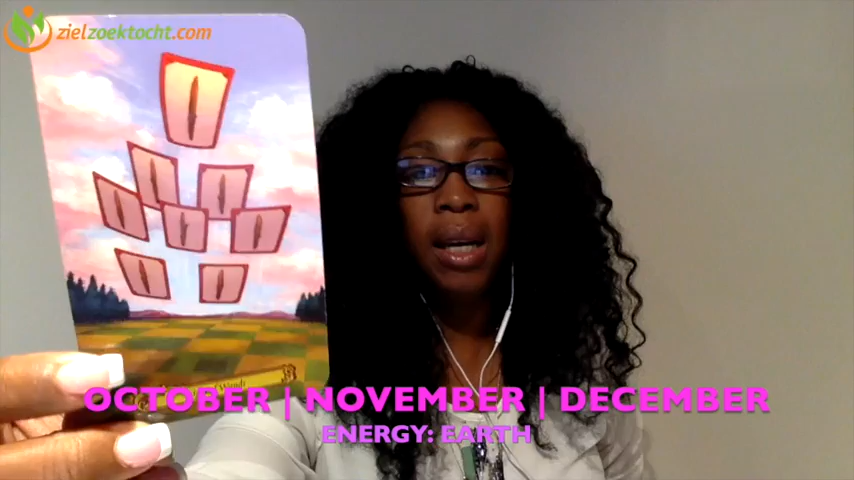 zielzoektocht.com
OCTOBER | NOVEMBER | DECEMBER
ENERGY: EARTH